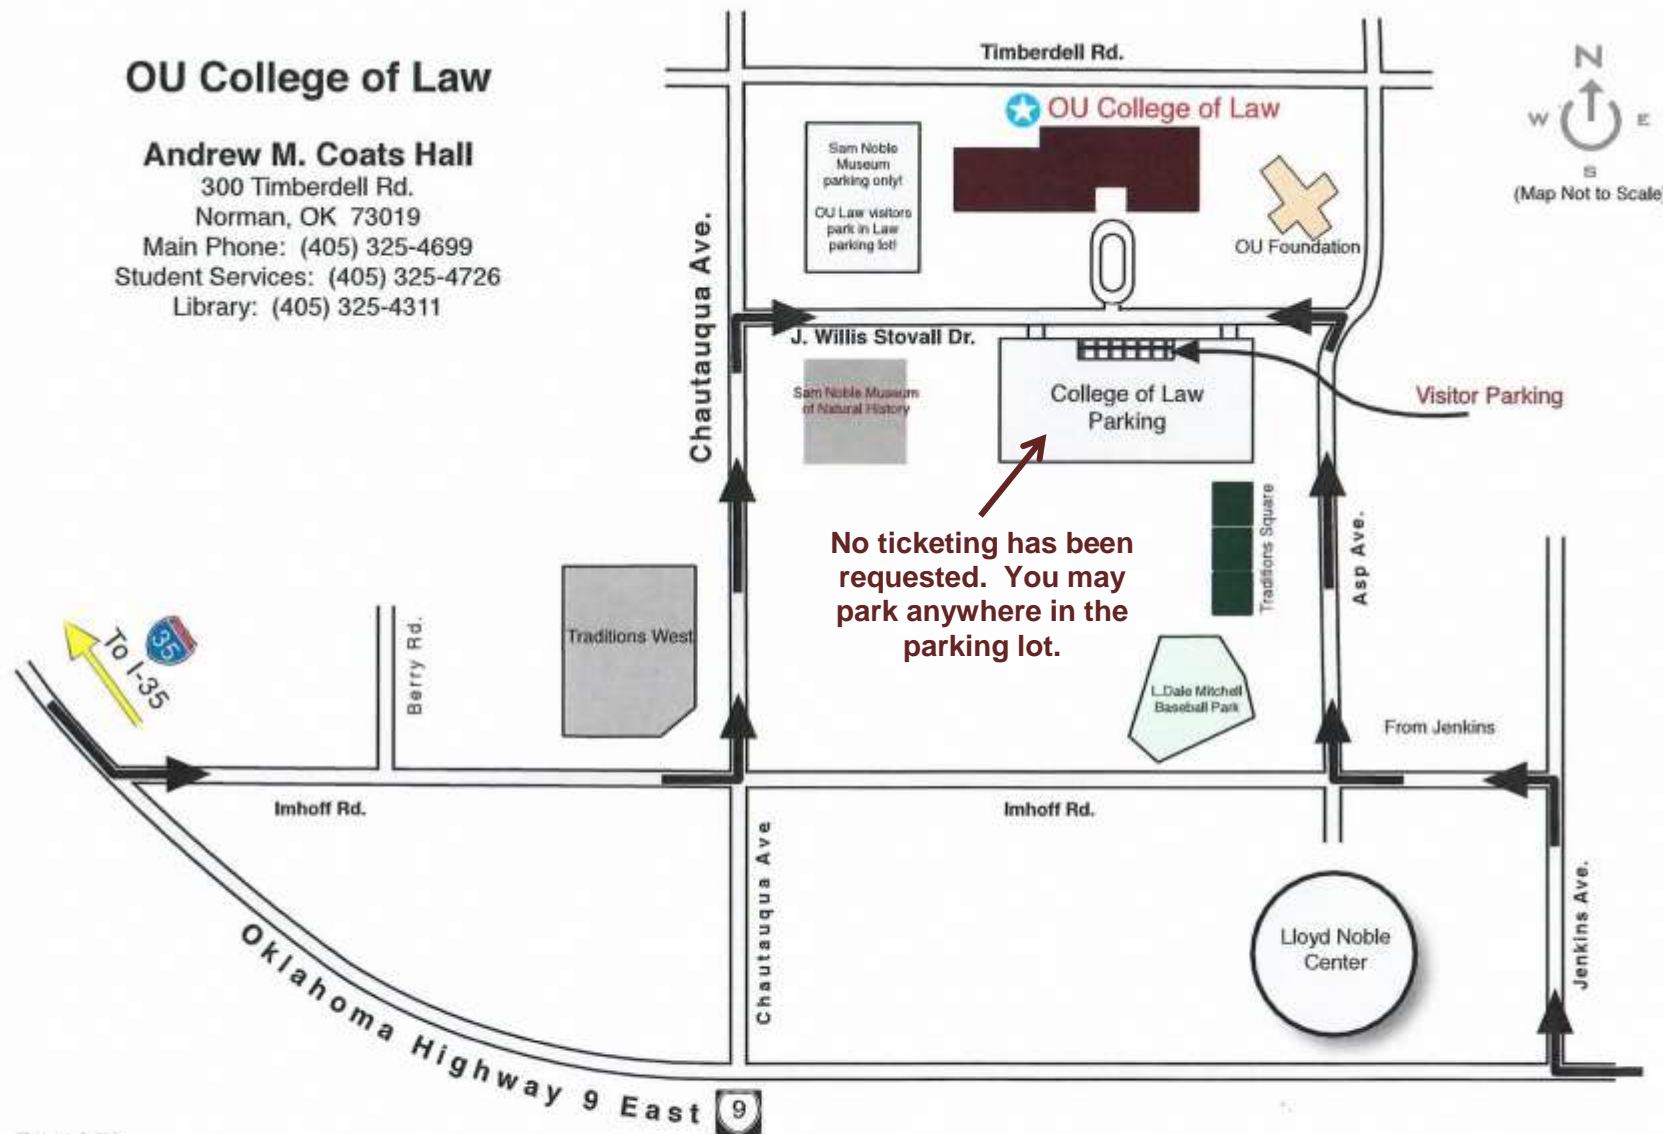 OU College of Law
Andrew M. Coats Hall
300 Timberdell Rd.
Norman, OK  73019
Main Phone:  (405) 325-4699
Student Services:  (405) 325-4726
Library:  (405) 325-4311
Timberdell Rd.
OU College of Law
N
W
E
S
(Map Not to Scale
Sam Noble
Museum
parking only!
OU Law visitors
park in Law
parking lot!
OU Foundation
Chautauqua Ave.
J. Willis Stovall Dr.
Sam Noble Museum
of Natural History
College of Law
Parking
Visitor Parking
No ticketing has been
requested.  You may
park anywhere in the
parking lot.
Traditions Square
Asp Ave.
To I-35
35
Berry Rd.
Traditions West
L.Dale Mitchell
Baseball Park
From Jenkins
Imhoff Rd.
Imhoff Rd.
Chautauqua Ave
Lloyd Noble
Center
Jenkins Ave.
Oklahoma Highway 9 East
9